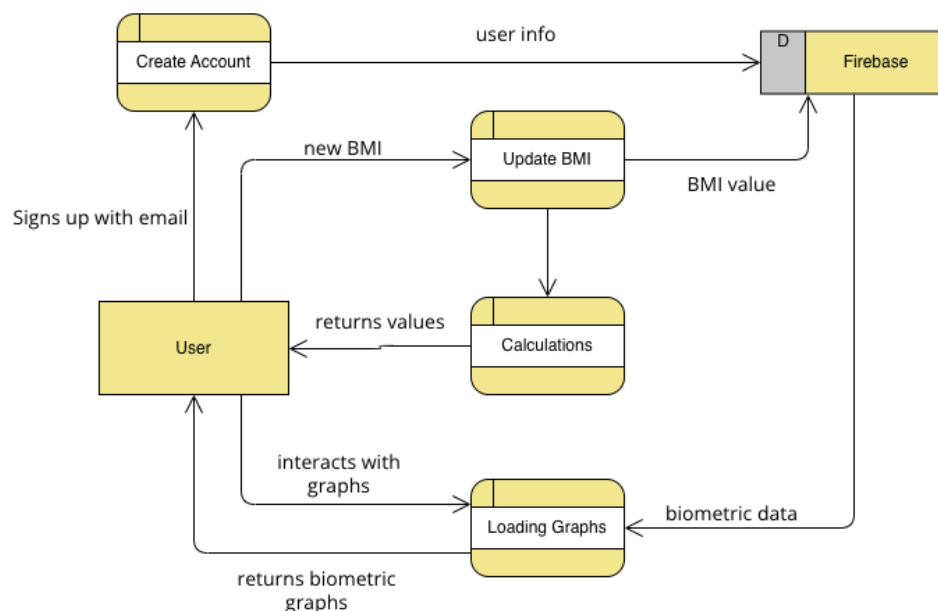 user info
D
Create Account
Firebase
new BMI
Update BMI
BMI value
Signs up with email
returns values
User
Calculations
interacts with
graphs
Loading Graphs
biometric data
returns biometric
graphs